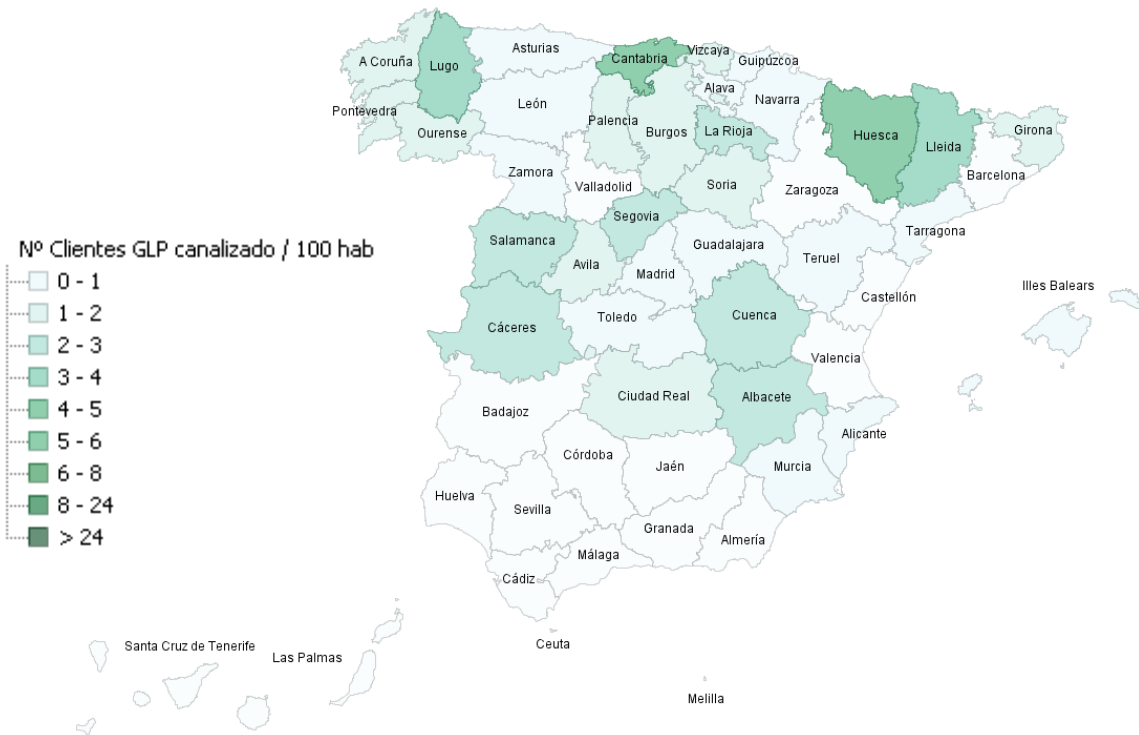 Asturias
Cantabria
Vizcaya
Guipúzcoa
A Coruña
Lugo
Alava
León
Navarra
Pontevedra
Palencia
Burgos
La Rioja
Ourense
Huesca
Lleida
Girona
Zamora
Valladolid
Soria
Zaragoza
Barcelona
Segovia
Salamanca
Guadalajara
Tarragona
Nº Clientes GLP canalizado / 100 hab
0 - 1
1 - 2
2 - 3
3 - 4
4 - 5
5 - 6
6 - 8
8 - 24
> 24
Avila
Madrid
Teruel
Illes Balears
Castellón
Cáceres
Toledo
Cuenca
Valencia
Ciudad Real
Albacete
Badajoz
Alicante
Córdoba
Jaén
Murcia
Huelva
Sevilla
Granada
Almería
Málaga
Cádiz
Ceuta
Santa Cruz de Tenerife
Las Palmas
Melilla